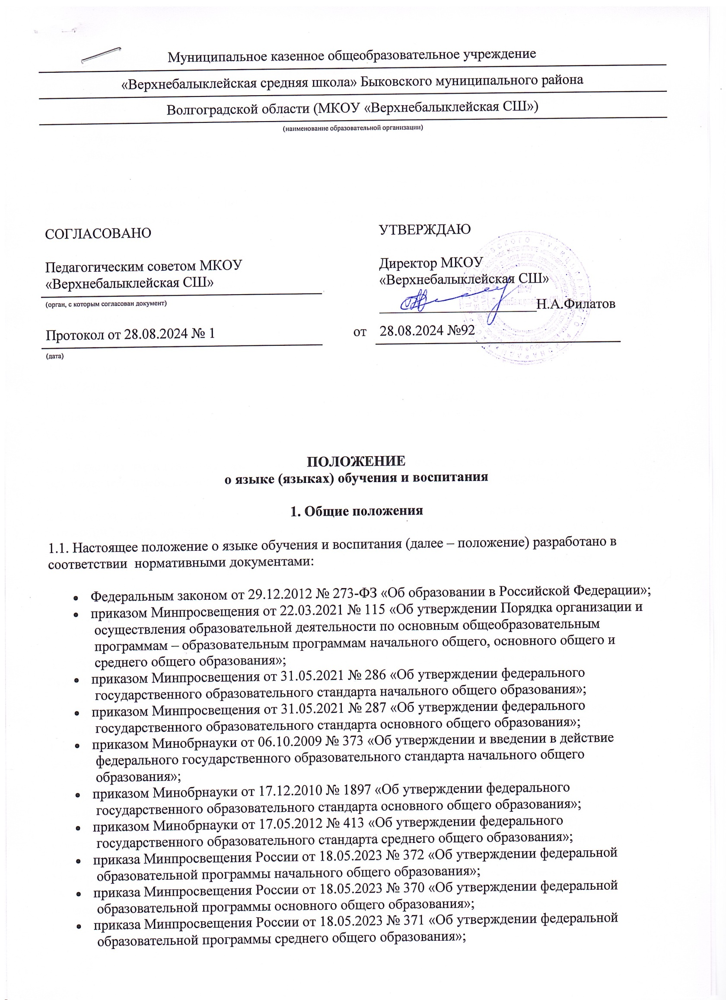 Муниципальное казенное общеобразовательное учреждение
«Верхнебалыклейская средняя школа» Быковского муниципального района
Волгоградской области (МКОУ «Верхнебалыклейская СШ»)
(наименование образовательной организации)
СОГЛАСОВАНО
Педагогическим советом МКОУ
«Верхнебалыклейская СШ»
(орган, с которым согласован документ)
Протокол от 28.08.2024 № 1
(дата)
УТВЕРЖДАЮ
Директор МКОУ
«Верхнебалыклейская СШ»
Н.А.Филатов
от 28.08.2024 №92
ПОЛОЖЕНИЕ
о языке (языках) обучения и воспитания
1. Общие положения
1.1. Настоящее положение о языке обучения и воспитания (далее – положение) разработано в
соответствии нормативными документами:
• Федеральным законом от 29.12.2012 № 273-ФЗ «Об образовании в Российской Федерации»;
• приказом Минпросвещения от 22.03.2021 № 115 «Об утверждении Порядка организации и
осуществления образовательной деятельности по основным общеобразовательным
программам – образовательным программам начального общего, основного общего и
среднего общего образования»;
• приказом Минпросвещения от 31.05.2021 № 286 «Об утверждении федерального
государственного образовательного стандарта начального общего образования»;
• приказом Минпросвещения от 31.05.2021 № 287 «Об утверждении федерального
государственного образовательного стандарта основного общего образования»;
• приказом Минобрнауки от 06.10.2009 № 373 «Об утверждении и введении в действие
федерального государственного образовательного стандарта начального общего
образования»;
• приказом Минобрнауки от 17.12.2010 № 1897 «Об утверждении федерального
государственного образовательного стандарта основного общего образования»;
• приказом Минобрнауки от 17.05.2012 № 413 «Об утверждении федерального
государственного образовательного стандарта среднего общего образования»;
• приказа Минпросвещения России от 18.05.2023 № 372 «Об утверждении федеральной
образовательной программы начального общего образования»;
• приказа Минпросвещения России от 18.05.2023 № 370 «Об утверждении федеральной
образовательной программы основного общего образования»;
• приказа Минпросвещения России от 18.05.2023 № 371 «Об утверждении федеральной
образовательной программы среднего общего образования»;